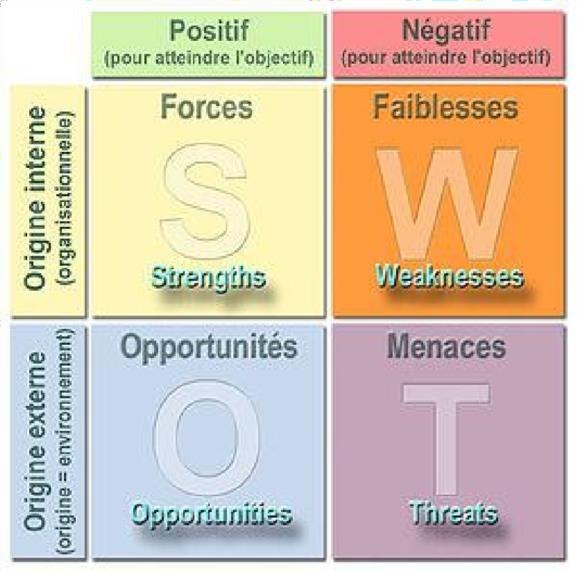 Positif
(pour atteindre l'objectif)
Négatif
(pour atteindre l'objectif)
Origine interne
(organisationnelle)
Forces
S
Strengths
Faiblesses
W
Weaknesses
Origine externe
(origine = environnement)
Opportunités
O
Opportunities
Menaces
T
Threats